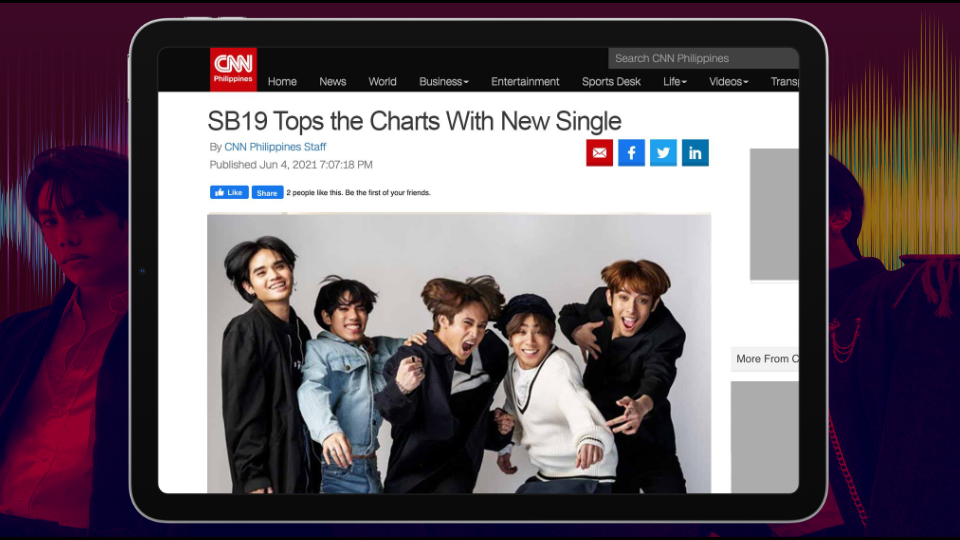 CNN
Philippines
Search CNN Philippines
Home News World Business Entertainment Sports Desk Life Videos Transp
SB19 Tops the Charts With New Single
By CNN Philippines Staff
Published Jun 4, 2021 7:07:18 PM
Like Share 2 people like this. Be the first of your friends.
More From C